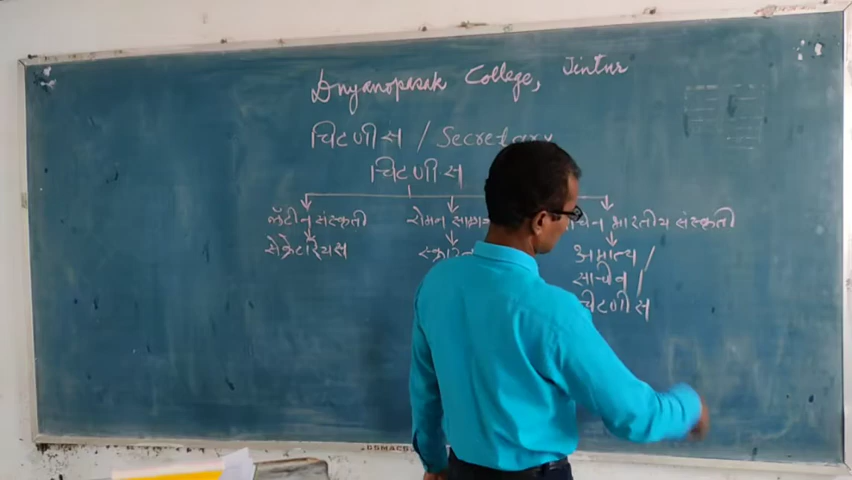 Dnyanopasak College, Jintur
चिटणीस / Secretary
चिटणीस
लॅटीन संस्कृती रोमन प्राचीन भारतीय संस्कृती
सेक्रेटारियस अमात्य /
सचिव /
चिटणीस